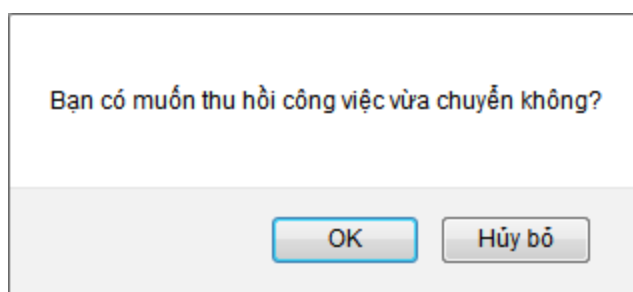 Bạn có muốn thu hồi công việc vừa chuyển không?
OK
Hủy bỏ